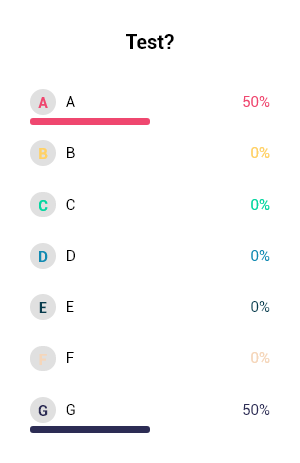 Test?
A A 50%
B B 0%
C C 0%
D D 0%
E E 0%
F F 0%
G G 50%